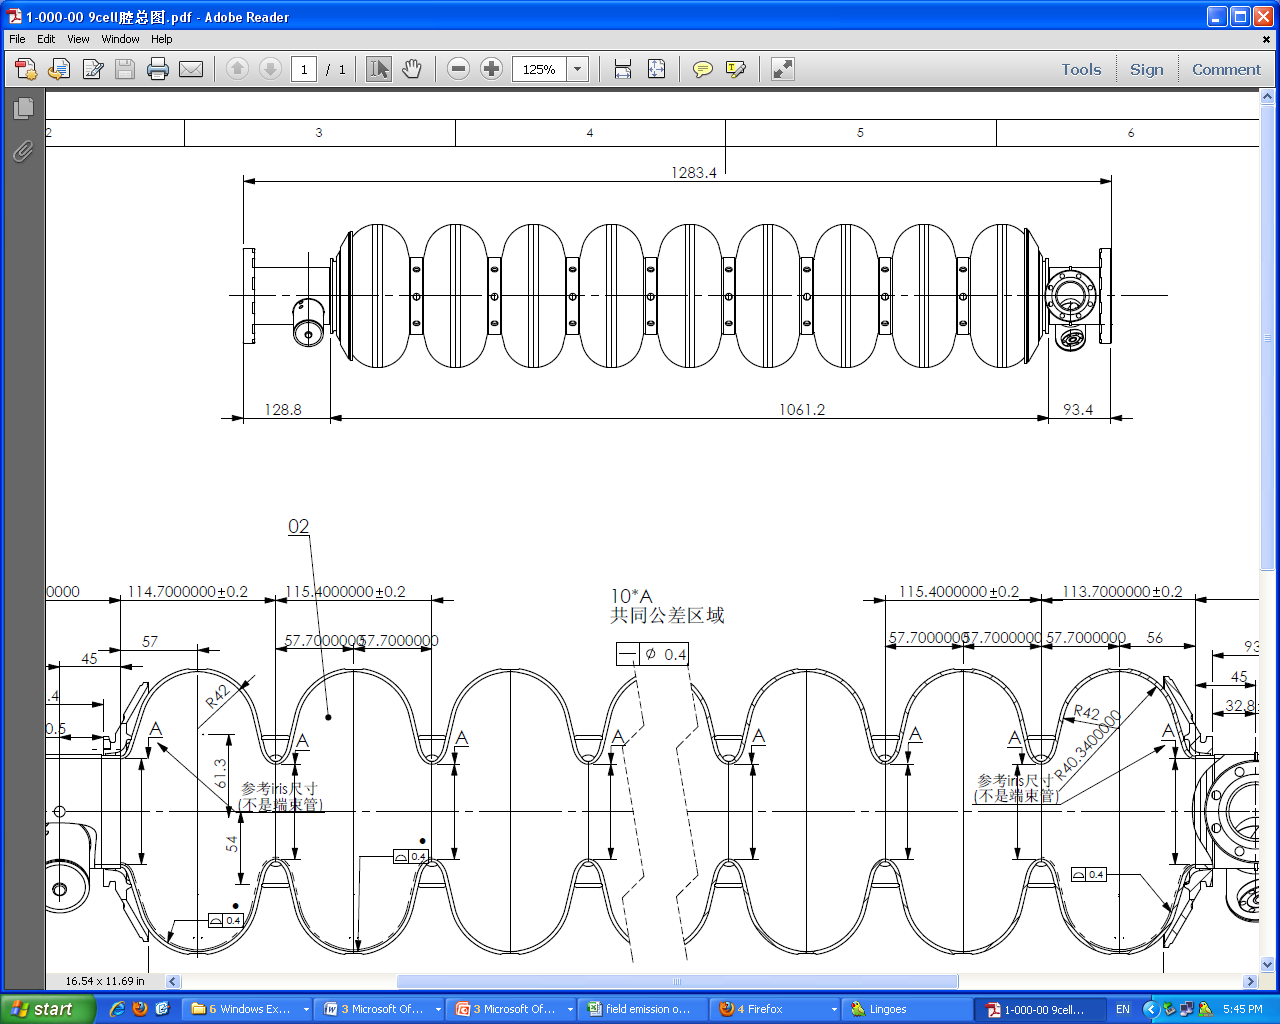 1-000-00 9cell腔总图.pdf - Adobe Reader
File Edit View Window Help
1 / 1 125% Tools Sign Comment
2 3 4 5 6
1283.4
128.8 1061.2 93.4
02
0000 114.7000000±0.2 115.4000000±0.2 10*A 115.4000000±0.2 113.7000000±0.2
共同公差区域
57 57.7000000 57.7000000 57.7000000 57.7000000 57.7000000 56
— ⌀ 0.4
45 93
.4 R42 45
0.5 A A A A A A R42 A 32.8
R40.3400000
61.3
参考iris尺寸 参考iris尺寸
(不是端束管) (不是端束管)
54
0.4
0.4
0.4
16.54 x 11.69 in
start 6 Windows Ex... 3 Microsoft Of... 3 Microsoft Of... field emission o... 4 Firefox Lingoes 1-000-00 9cell... EN 5:45 PM